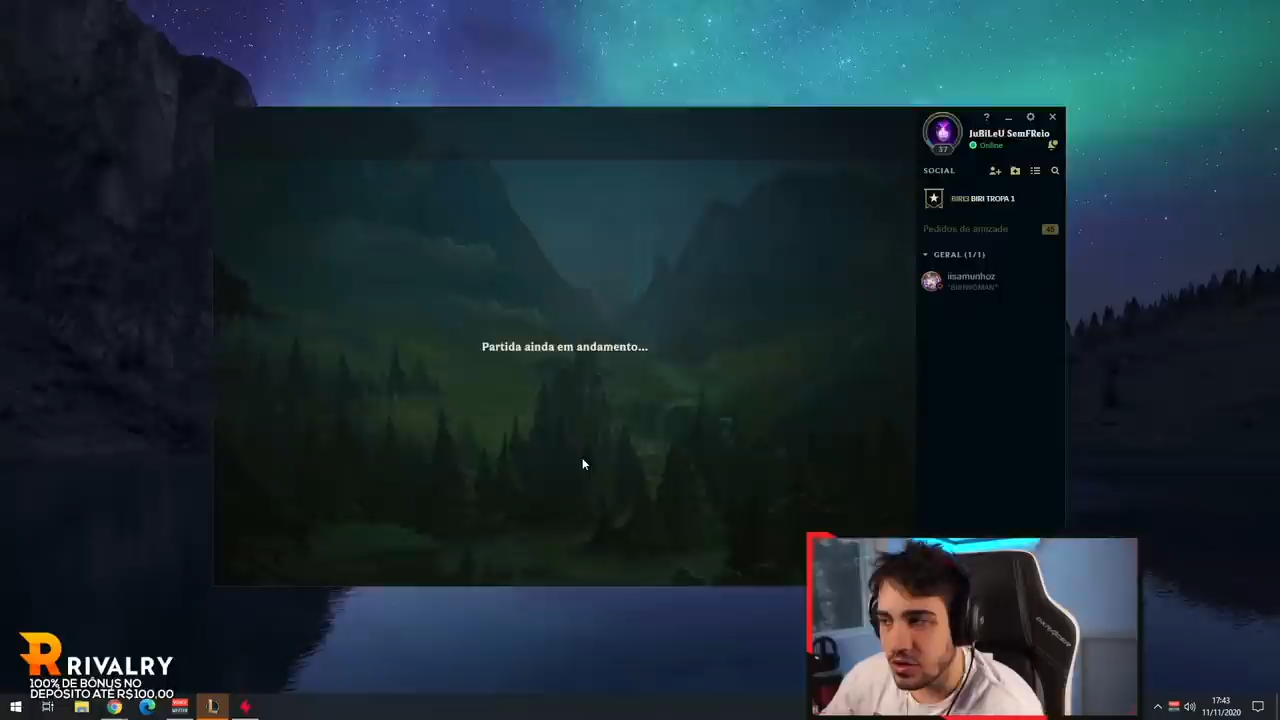 ?
JuBiLeU SemFReio
37
Online
SOCIAL
BIRI TROPA 1
Pedidos de amizade
45
GERAL (1/1)
iisamunhoz
Partida ainda em andamento...
DXRACER
RIVALRY
100% DE BÔNUS NO
DEPÓSITO ATÉ R$100,00
17:43
11/11/2020